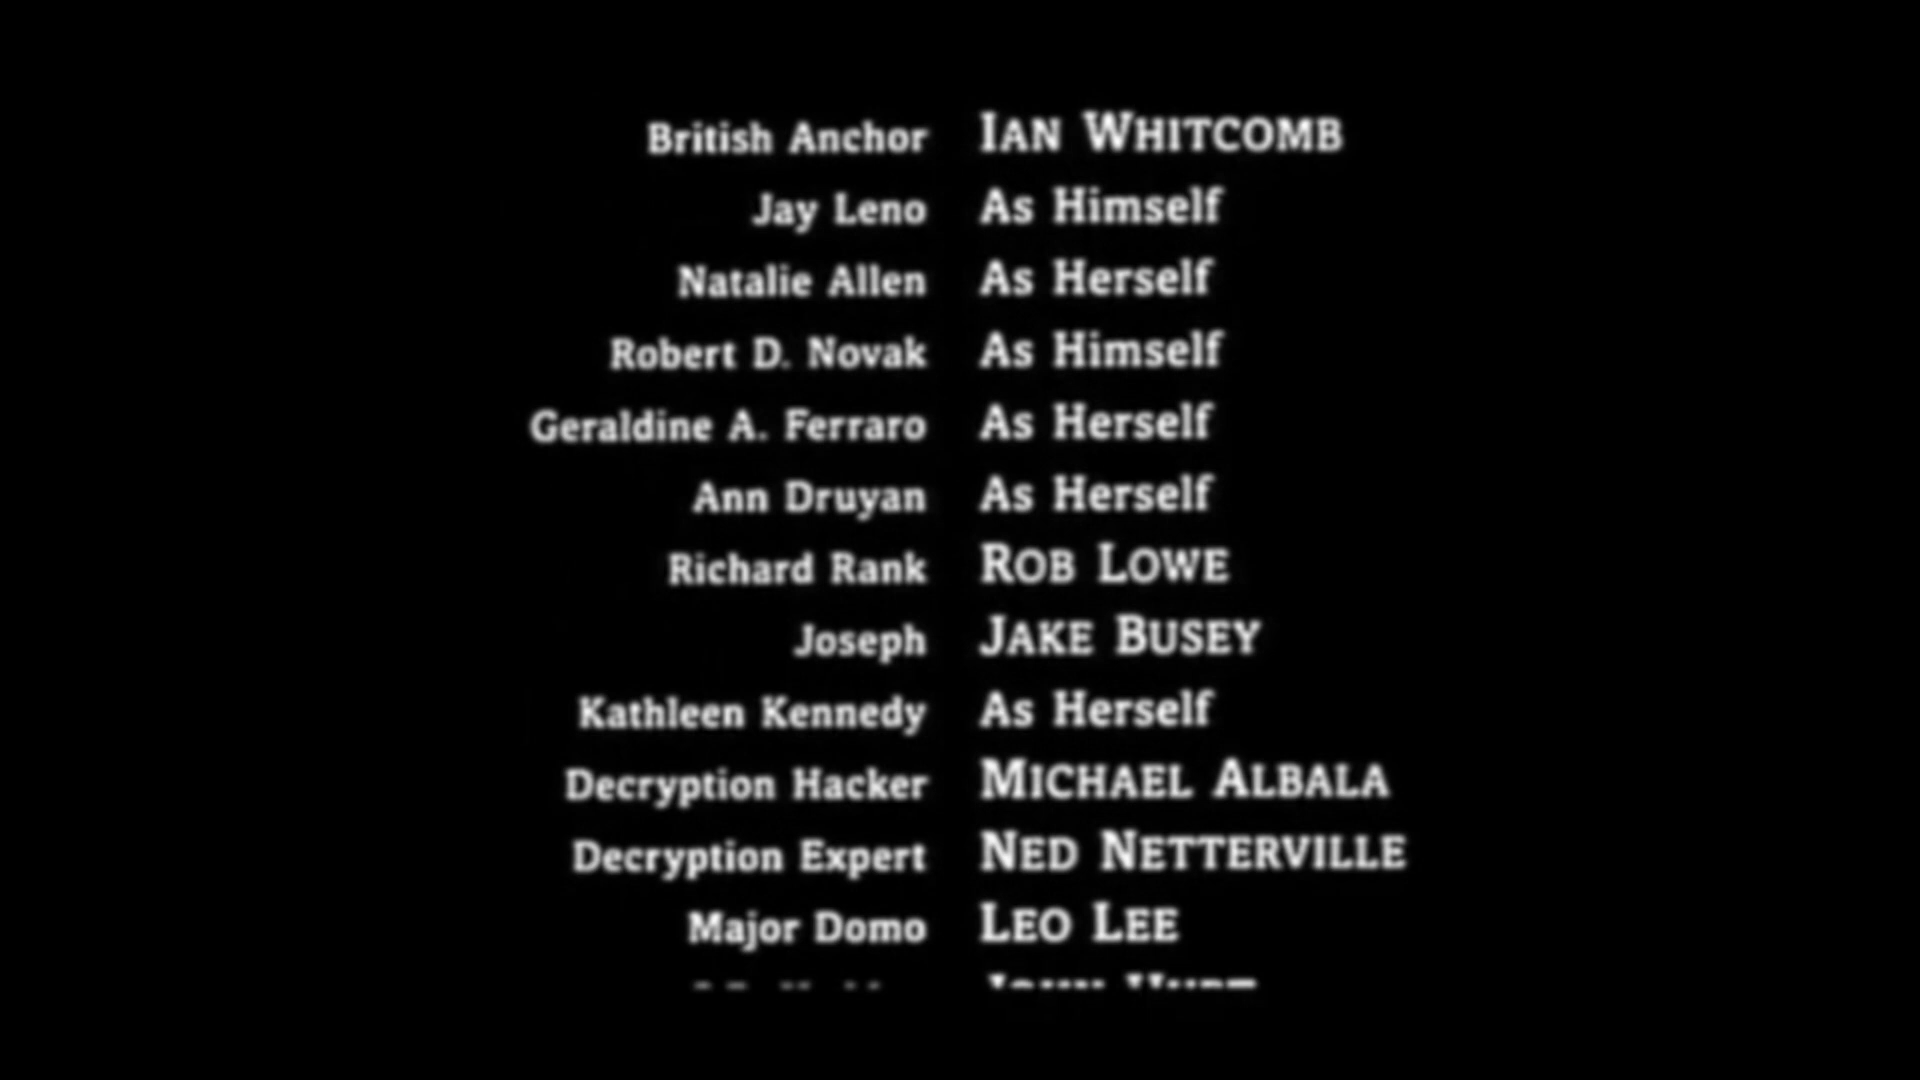 British Anchor IAN WHITCOMB
Jay Leno As Himself
Natalie Allen As Herself
Robert D. Novak As Himself
Geraldine A. Ferraro As Herself
Ann Druyan As Herself
Richard Rank ROB LOWE
Joseph JAKE BUSEY
Kathleen Kennedy As Herself
Decryption Hacker MICHAEL ALBALA
Decryption Expert NED NETTERVILLE
Major Domo LEO LEE